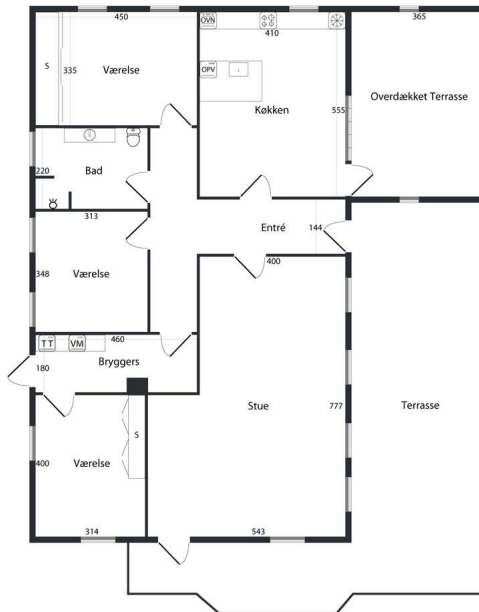 450
OVN
410
365
S
335
Værelse
OPV
Overdækket Terrasse
Køkken
555
220
Bad
313
Entré
144
400
348
Værelse
TT
VM
460
Bryggers
180
Stue
777
Terrasse
S
400
Værelse
314
543